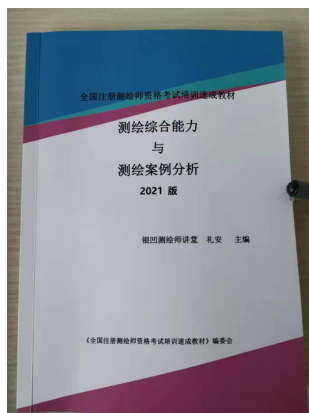 全国注册测绘师资格考试培训速成教材
测绘综合能力
与
测绘案例分析
2021 版
银凹测绘师讲堂 礼安 主编
《全国注册测绘师资格考试培训速成教材》编委会